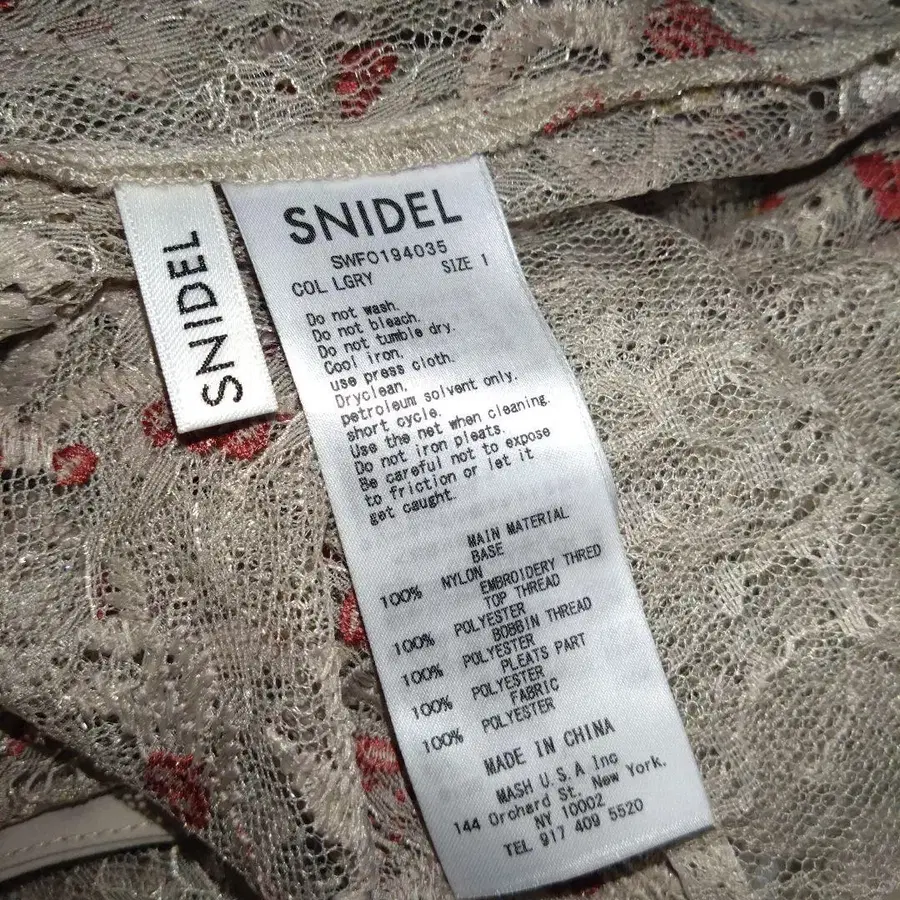 SNIDEL
SNIDEL
SWFO194035
COL LGRY SIZE 1
Do not wash.
Do not bleach.
Do not tumble dry.
Cool iron.
use press cloth.
Dryclean.
petroleum solvent only.
short cycle.
Use the net when cleaning.
Do not iron pleats.
Be careful not to expose
to friction or let it
get caught.
MAIN MATERIAL
BASE
100% NYLON
EMBROIDERY THRED
TOP THREAD
100% POLYESTER
BOBBIN THREAD
100% POLYESTER
PLEATS PART
100% POLYESTER
FABRIC
100% POLYESTER
MADE IN CHINA
MASH U.S.A Inc
144 Orchard St. New York.
NY 10002
TEL 917 409 5520